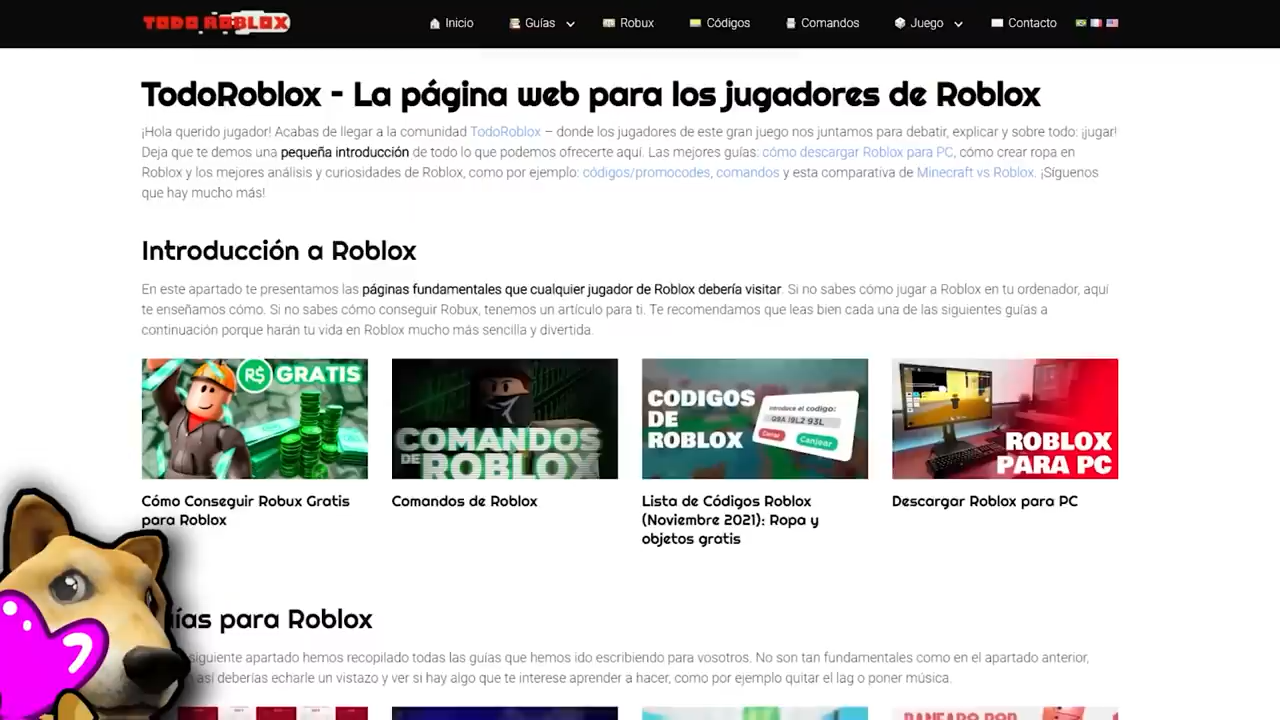 TODO ROBLOX
Inicio
Guías
Robux
Códigos
Comandos
Juego
Contacto
TodoRoblox – La página web para los jugadores de Roblox
¡Hola querido jugador! Acabas de llegar a la comunidad TodoRoblox – donde los jugadores de este gran juego nos juntamos para debatir, explicar y sobre todo: ¡jugar!
Deja que te demos una pequeña introducción de todo lo que podemos ofrecerte aquí. Las mejores guías: cómo descargar Roblox para PC, cómo crear ropa en
Roblox y los mejores análisis y curiosidades de Roblox, como por ejemplo: códigos/promocodes, comandos y esta comparativa de Minecraft vs Roblox. ¡Síguenos
que hay mucho más!
Introducción a Roblox
En este apartado te presentamos las páginas fundamentales que cualquier jugador de Roblox debería visitar. Si no sabes cómo jugar a Roblox en tu ordenador, aquí
te enseñamos cómo. Si no sabes cómo conseguir Robux, tenemos un artículo para ti. Te recomendamos que leas bien cada una de las siguientes guías a
continuación porque harán tu vida en Roblox mucho más sencilla y divertida.
R$ GRATIS
COMANDOS
DE ROBLOX
CODIGOS
DE
ROBLOX
Introduce el codigo:
Cerrar
Canjear
ROBLOX
PARA PC
Cómo Conseguir Robux Gratis
para Roblox
Comandos de Roblox
Lista de Códigos Roblox
(Noviembre 2021): Ropa y
objetos gratis
Descargar Roblox para PC
ías para Roblox
siguiente apartado hemos recopilado todas las guías que hemos ido escribiendo para vosotros. No son tan fundamentales como en el apartado anterior,
así deberías echarle un vistazo y ver si hay algo que te interese aprender a hacer, como por ejemplo quitar el lag o poner música.